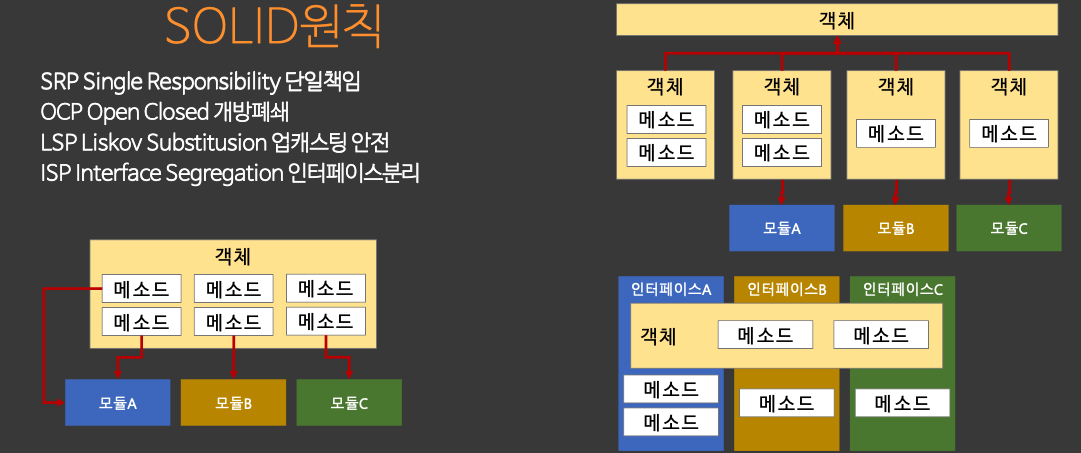 SOLID원칙
SRP Single Responsibility 단일책임
OCP Open Closed 개방폐쇄
LSP Liskov Substitusion 업캐스팅 안전
ISP Interface Segregation 인터페이스분리
객체
메소드 메소드 메소드
메소드 메소드 메소드
모듈A 모듈B 모듈C
객체
객체 객체 객체 객체
메소드 메소드 메소드 메소드
메소드 메소드
모듈A 모듈B 모듈C
인터페이스A 인터페이스B 인터페이스C
객체 메소드 메소드
메소드 메소드 메소드
메소드